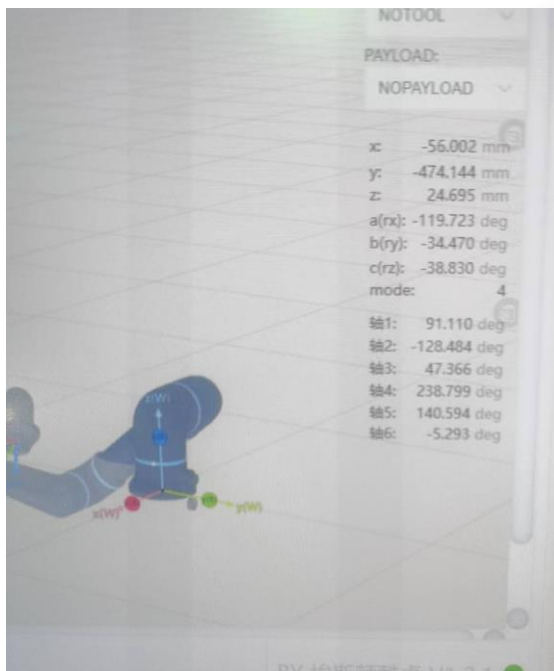 NOTOOL
PAYLOAD:
NOPAYLOAD
x: -56.002 mm
y: -474.144 mm
z: 24.695 mm
a(rx): -119.723 deg
b(ry): -34.470 deg
c(rz): -38.830 deg
mode: 4
轴1: 91.110 deg
轴2: -128.484 deg
轴3: 47.366 deg
轴4: 238.799 deg
轴5: 140.594 deg
轴6: -5.293 deg
z(W)
x(W) y(W)